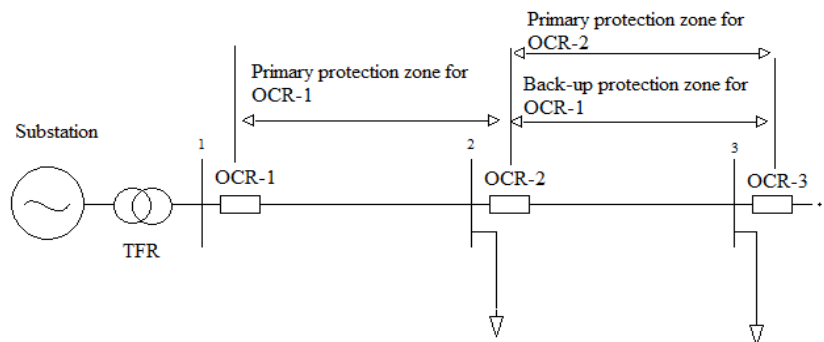 Primary protection zone for
OCR-2
Primary protection zone for
OCR-1
Back-up protection zone for
OCR-1
Substation
1
2
3
OCR-1
OCR-2
OCR-3
TFR